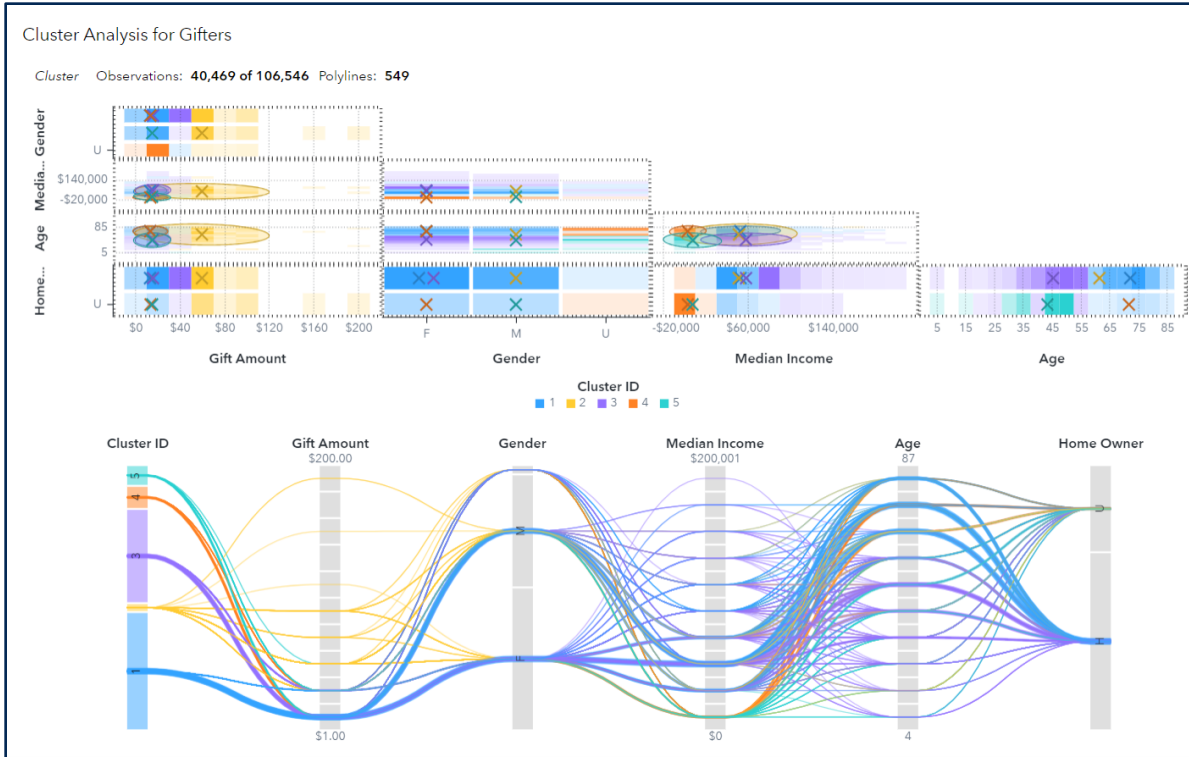 Cluster Analysis for Gifters
Cluster Observations: 40,469 of 106,546 Polylines: 549
Gender
U
Media...
$140,000
-$20,000
Age
85
5
Home...
U
$0 $40 $80 $120 $160 $200
F M U
-$20,000 $60,000 $140,000
5 15 25 35 45 55 65 75 85
Gift Amount Gender Median Income Age
Cluster ID
1 2 3 4 5
Cluster ID Gift Amount Gender Median Income Age Home Owner
$200.00 $200,001 87
5
4
3
1
M
F
U
H
$1.00 $0 4